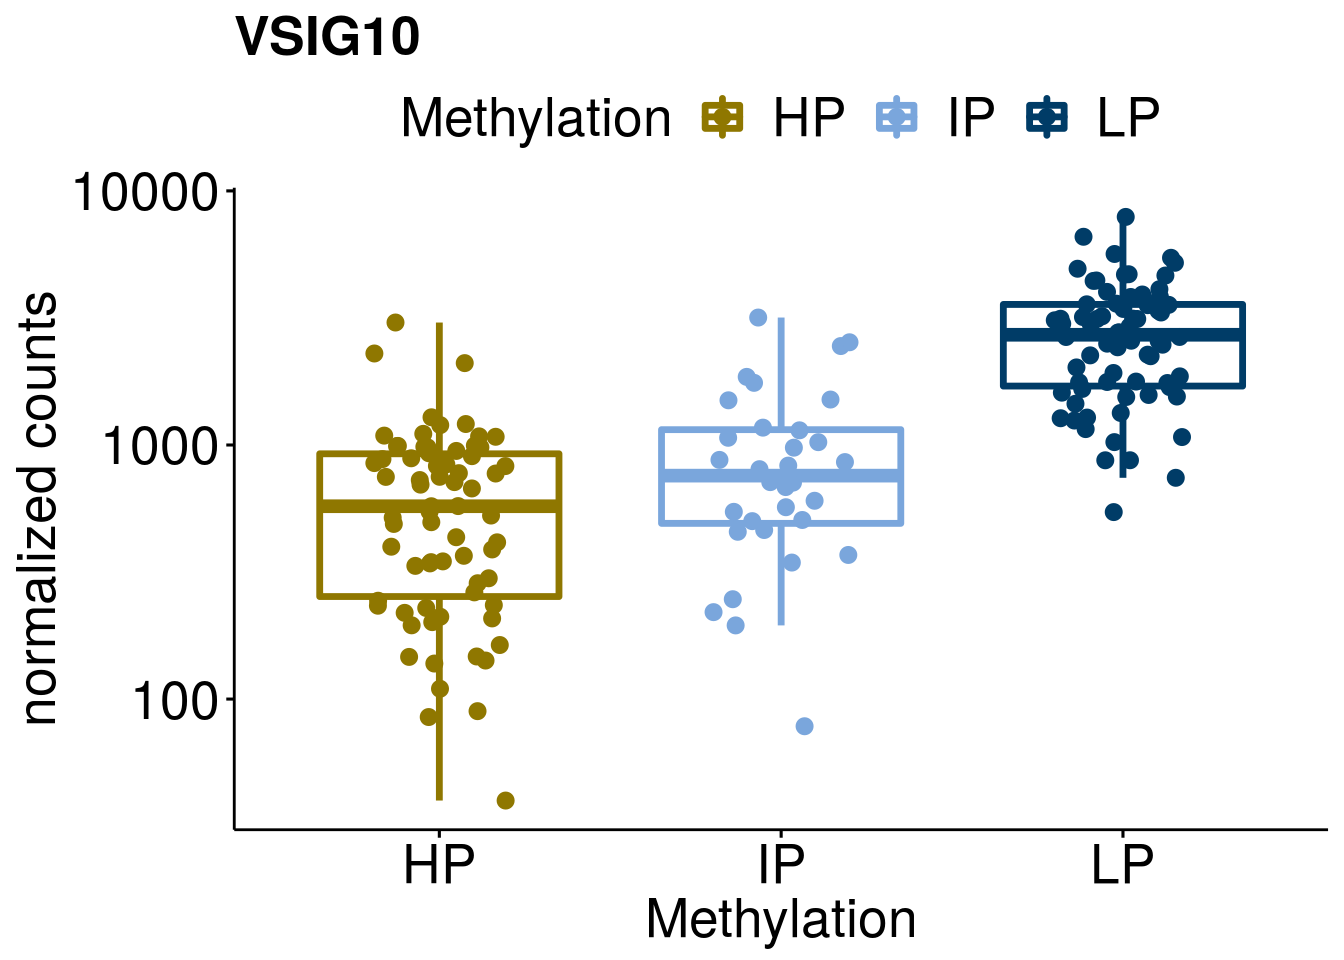 VSIG10
Methylation HP IP LP
10000
1000
100
normalized counts
HP IP LP
Methylation